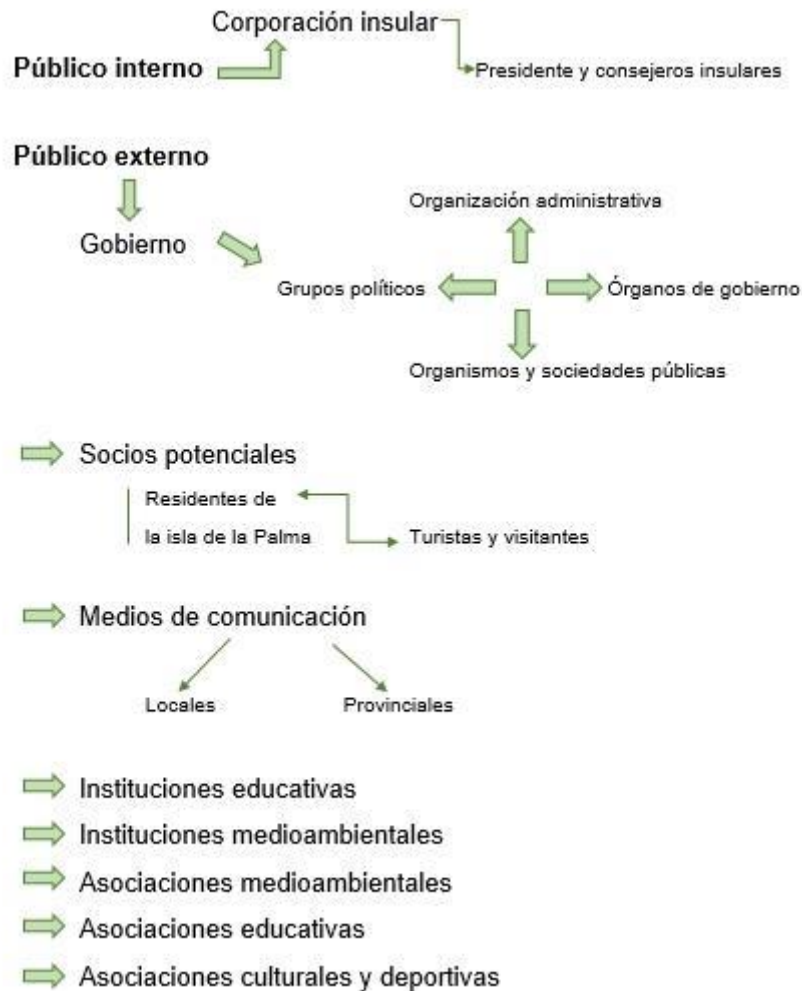 Corporación insular
Público interno
Presidente y consejeros insulares
Público externo
Organización administrativa
Gobierno
Grupos políticos
Órganos de gobierno
Organismos y sociedades públicas
Socios potenciales
Residentes de
la isla de la Palma
Turistas y visitantes
Medios de comunicación
Locales
Provinciales
Instituciones educativas
Instituciones medioambientales
Asociaciones medioambientales
Asociaciones educativas
Asociaciones culturales y deportivas